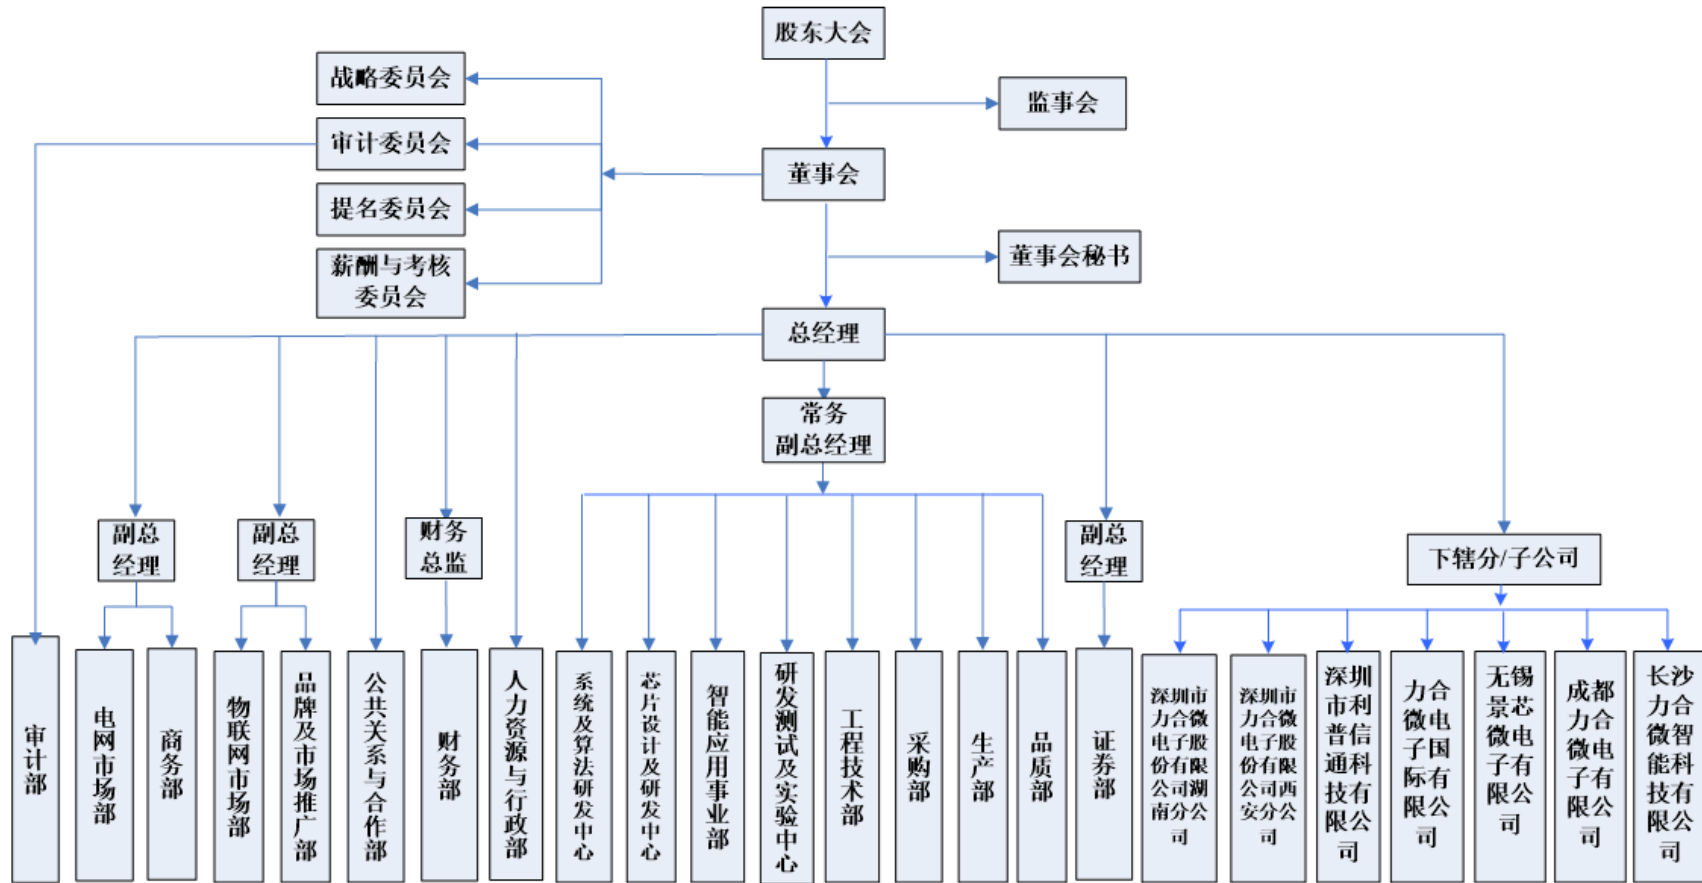 股东大会
战略委员会
监事会
审计委员会
董事会
提名委员会
董事会秘书
薪酬与考核
委员会
总经理
常务
副总经理
副总
经理
副总
经理
财务
总监
副总
经理
下辖分/子公司
审计部
电网市场部
商务部
物联网市场部
品牌及市场推广部
公共关系与合作部
财务部
人力资源与行政部
系统及算法研发中心
芯片设计及研发中心
智能应用事业部
研发测试及实验中心
工程技术部
采购部
生产部
品质部
证券部
深圳市
力合微
电子股
份有限
公司湖
南分公
司
深圳市
力合微
电子股
份有限
公司西
安分公
司
深圳
市利
普信
通科
技有
限公
司
力合
微电
子国
际有
限公
司
无锡
景芯
微电
子有
限公
司
成都
力合
微电
子有
限公
司
长沙
力合
微智
能科
技有
限公
司